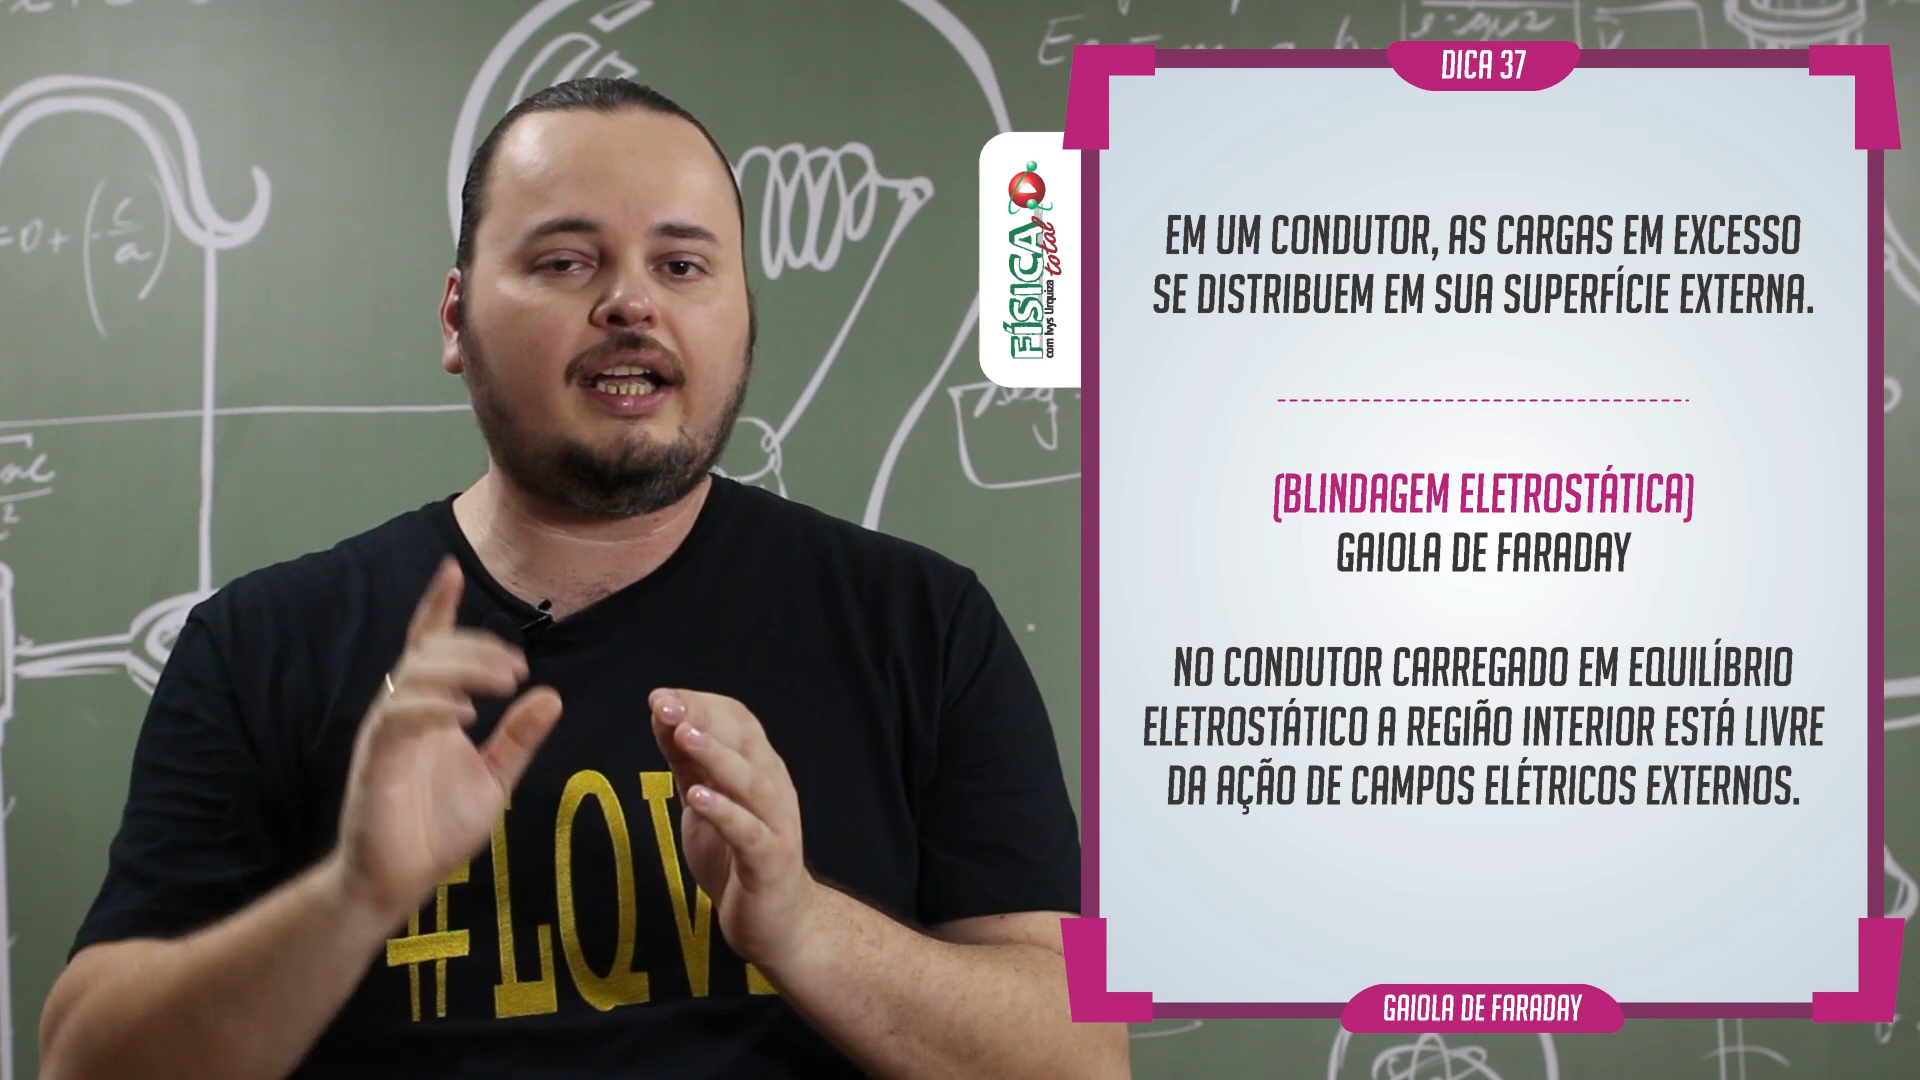 DICA 37
EM UM CONDUTOR, AS CARGAS EM EXCESSO
SE DISTRIBUEM EM SUA SUPERFÍCIE EXTERNA.
(BLINDAGEM ELETROSTÁTICA)
GAIOLA DE FARADAY
NO CONDUTOR CARREGADO EM EQUILÍBRIO
ELETROSTÁTICO A REGIÃO INTERIOR ESTÁ LIVRE
DA AÇÃO DE CAMPOS ELÉTRICOS EXTERNOS.
GAIOLA DE FARADAY
FÍSICA
total
com Ivys Urquiza
#LQV